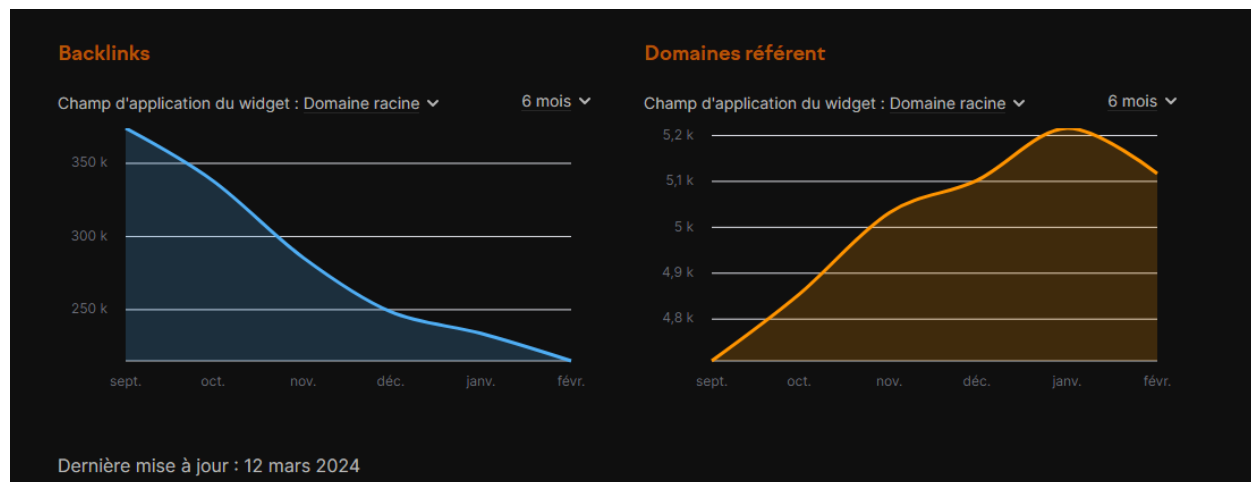 Backlinks
Domaines référent
Champ d'application du widget : Domaine racine
6 mois
Champ d'application du widget : Domaine racine
6 mois
350 k
300 k
250 k
sept. oct. nov. déc. janv. févr.
5,2 k
5,1 k
5 k
4,9 k
4,8 k
sept. oct. nov. déc. janv. févr.
Dernière mise à jour : 12 mars 2024